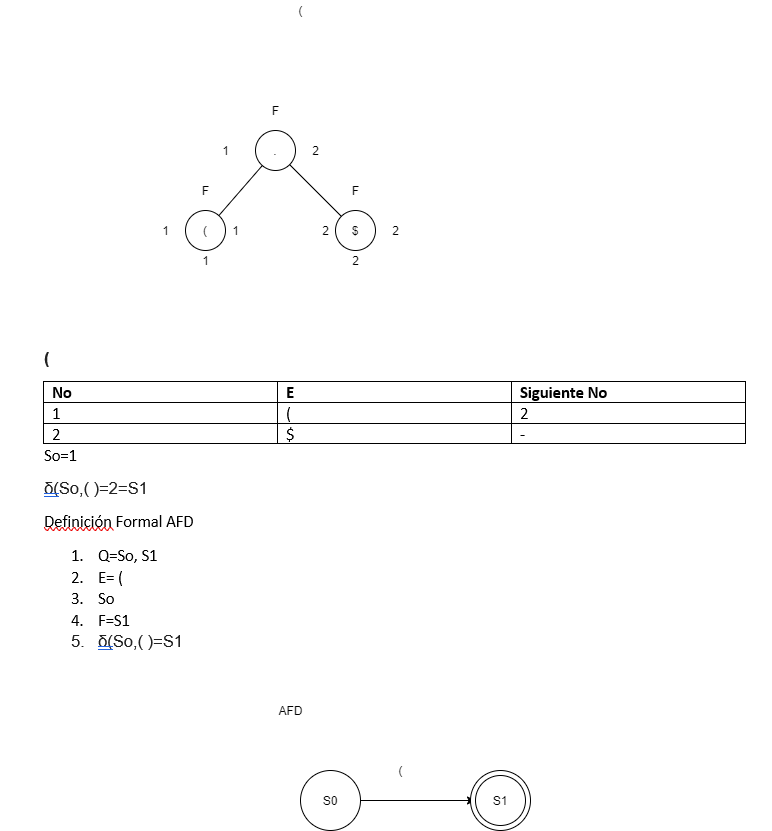 (
F
1 . 2
F F
1 ( 1 2 $ 2
1 2
(
No E Siguiente No
1 ( 2
2 $ -
So=1
δ(So,( )=2=S1
Definición Formal AFD
1. Q=So, S1
2. E= (
3. So
4. F=S1
5. δ(So,( )=S1
AFD
(
S0 S1